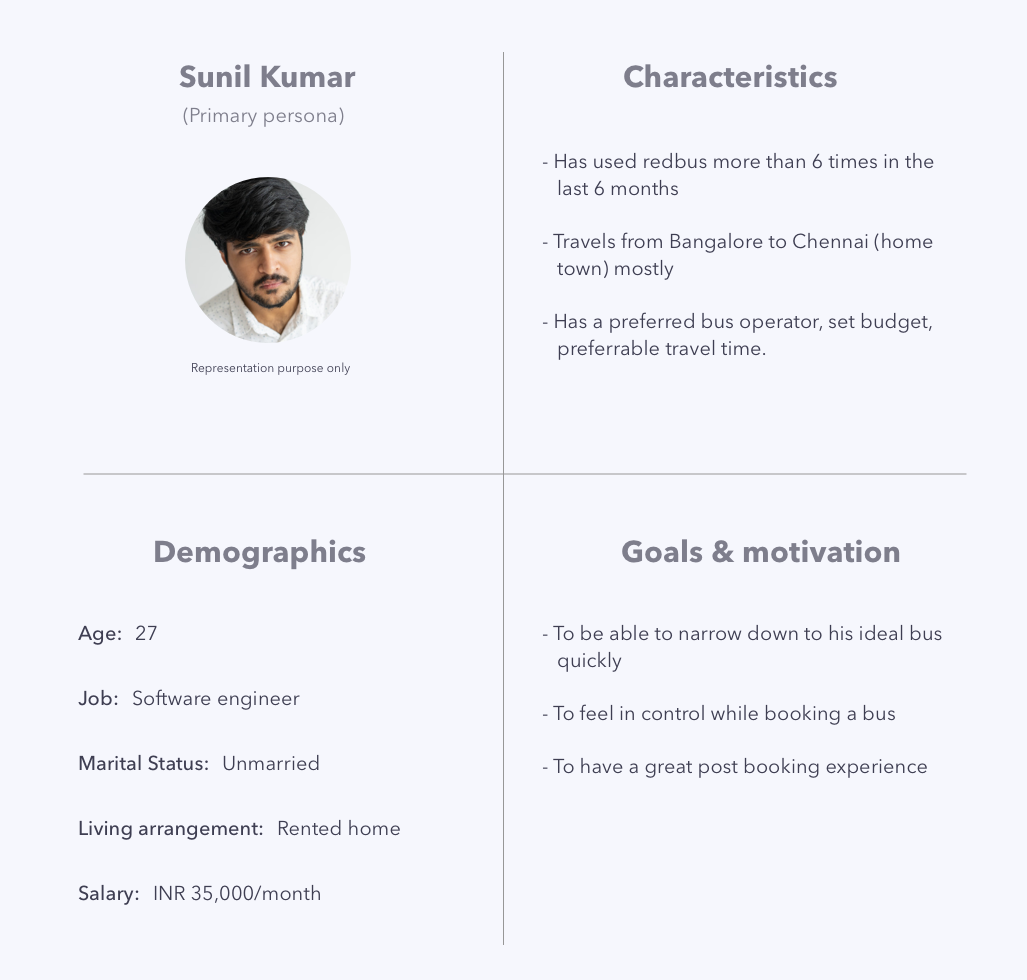 Sunil Kumar
(Primary persona)
Representation purpose only
Characteristics
- Has used redbus more than 6 times in the
last 6 months
- Travels from Bangalore to Chennai (home
town) mostly
- Has a preferred bus operator, set budget,
preferrable travel time.
Demographics
Age: 27
Job: Software engineer
Marital Status: Unmarried
Living arrangement: Rented home
Salary: INR 35,000/month
Goals & motivation
- To be able to narrow down to his ideal bus
quickly
- To feel in control while booking a bus
- To have a great post booking experience